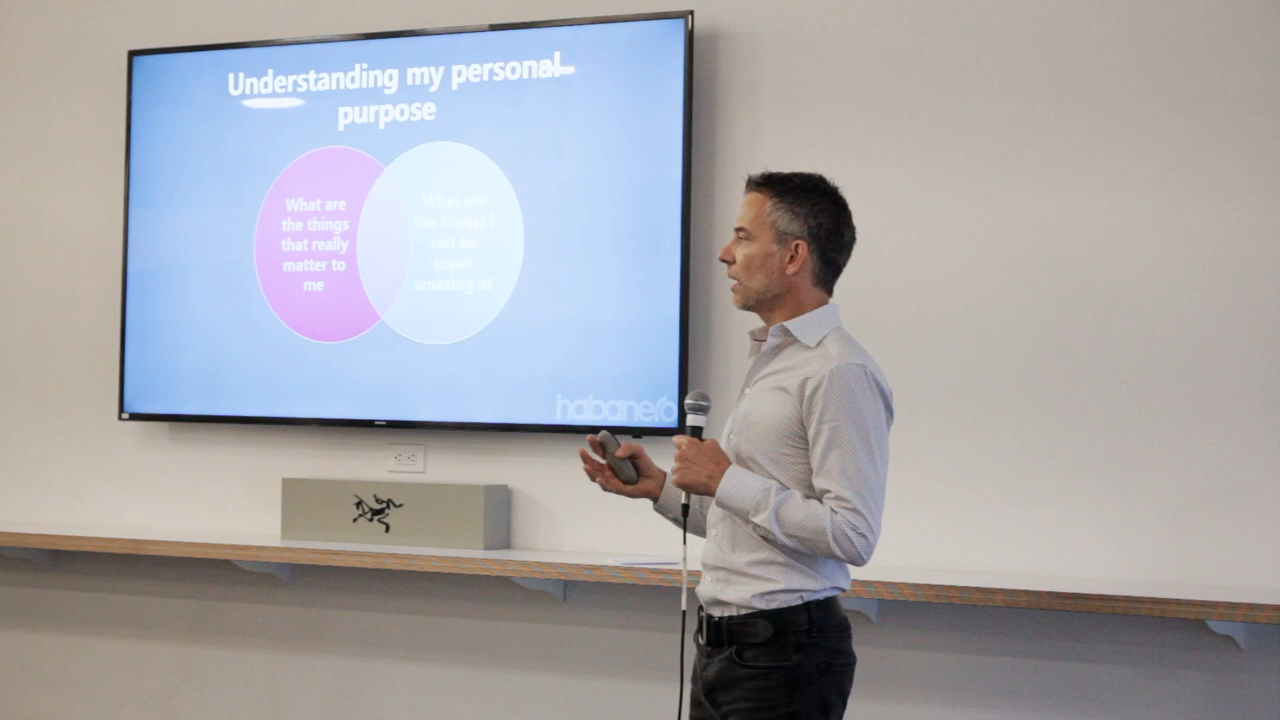 Understanding my personal
purpose
What are
the things
that really
matter to
me
What are
the things I
can be
super
amazing at
habanero